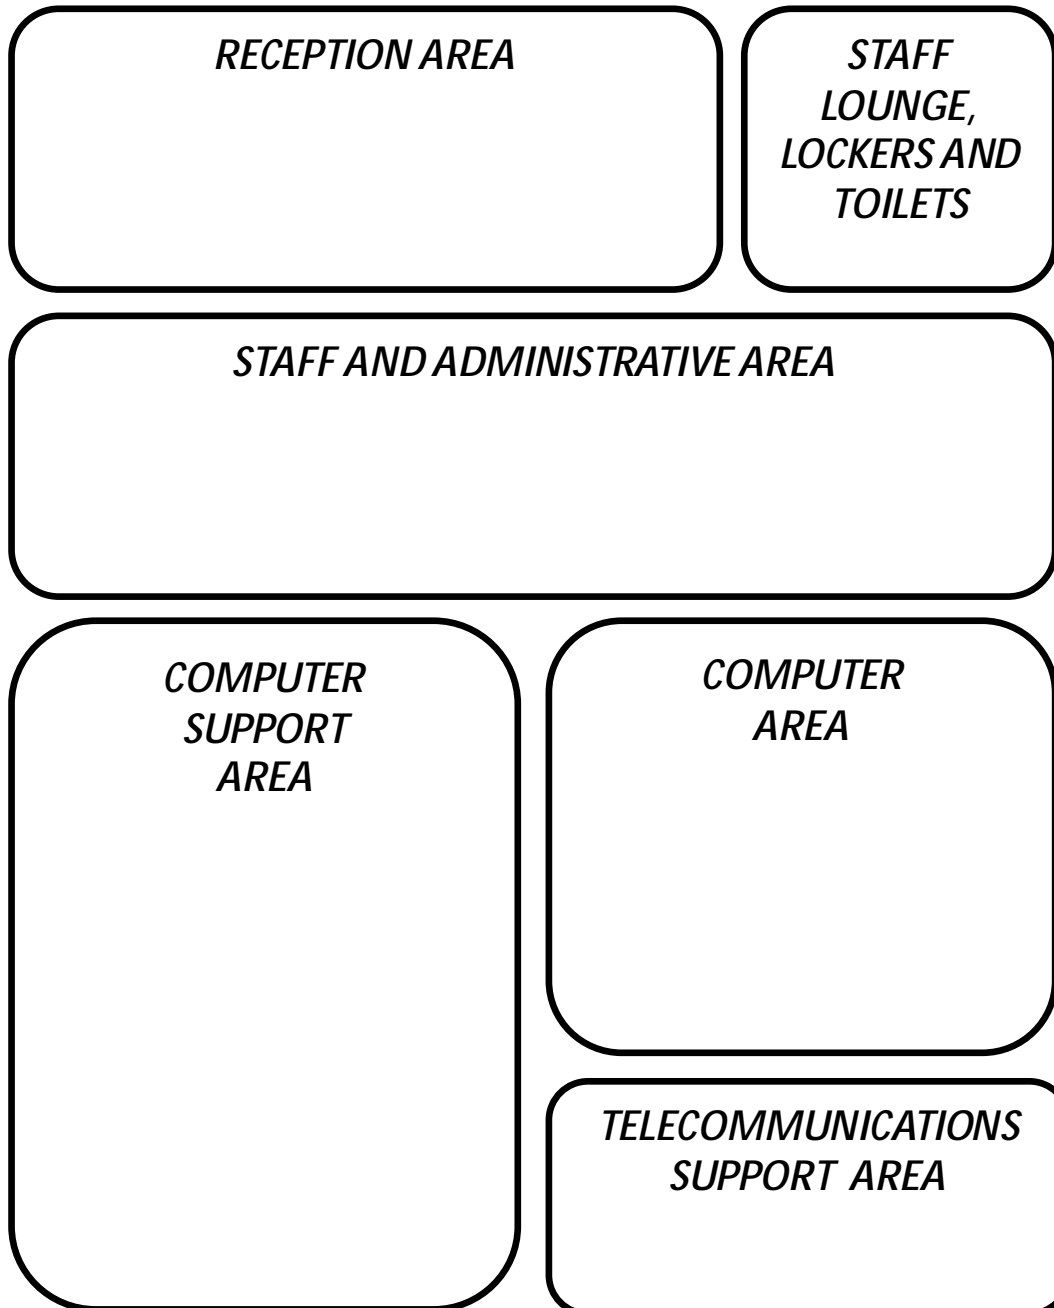 RECEPTION AREA
STAFF
LOUNGE,
LOCKERS AND
TOILETS
STAFF AND ADMINISTRATIVE AREA
COMPUTER
SUPPORT
AREA
COMPUTER
AREA
TELECOMMUNICATIONS
SUPPORT AREA